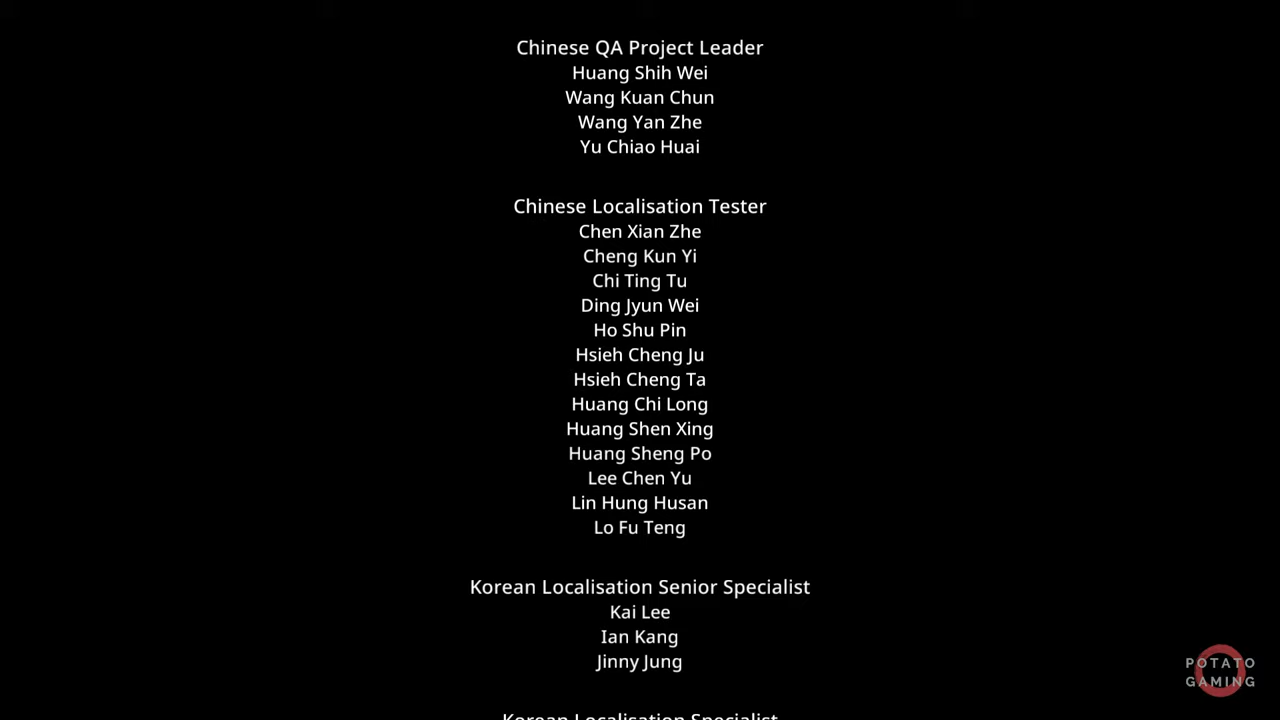 Chinese QA Project Leader
Huang Shih Wei
Wang Kuan Chun
Wang Yan Zhe
Yu Chiao Huai
Chinese Localisation Tester
Chen Xian Zhe
Cheng Kun Yi
Chi Ting Tu
Ding Jyun Wei
Ho Shu Pin
Hsieh Cheng Ju
Hsieh Cheng Ta
Huang Chi Long
Huang Shen Xing
Huang Sheng Po
Lee Chen Yu
Lin Hung Husan
Lo Fu Teng
Korean Localisation Senior Specialist
Kai Lee
Ian Kang
Jinny Jung
Korean Localisation Specialist
POTATO
GAMING